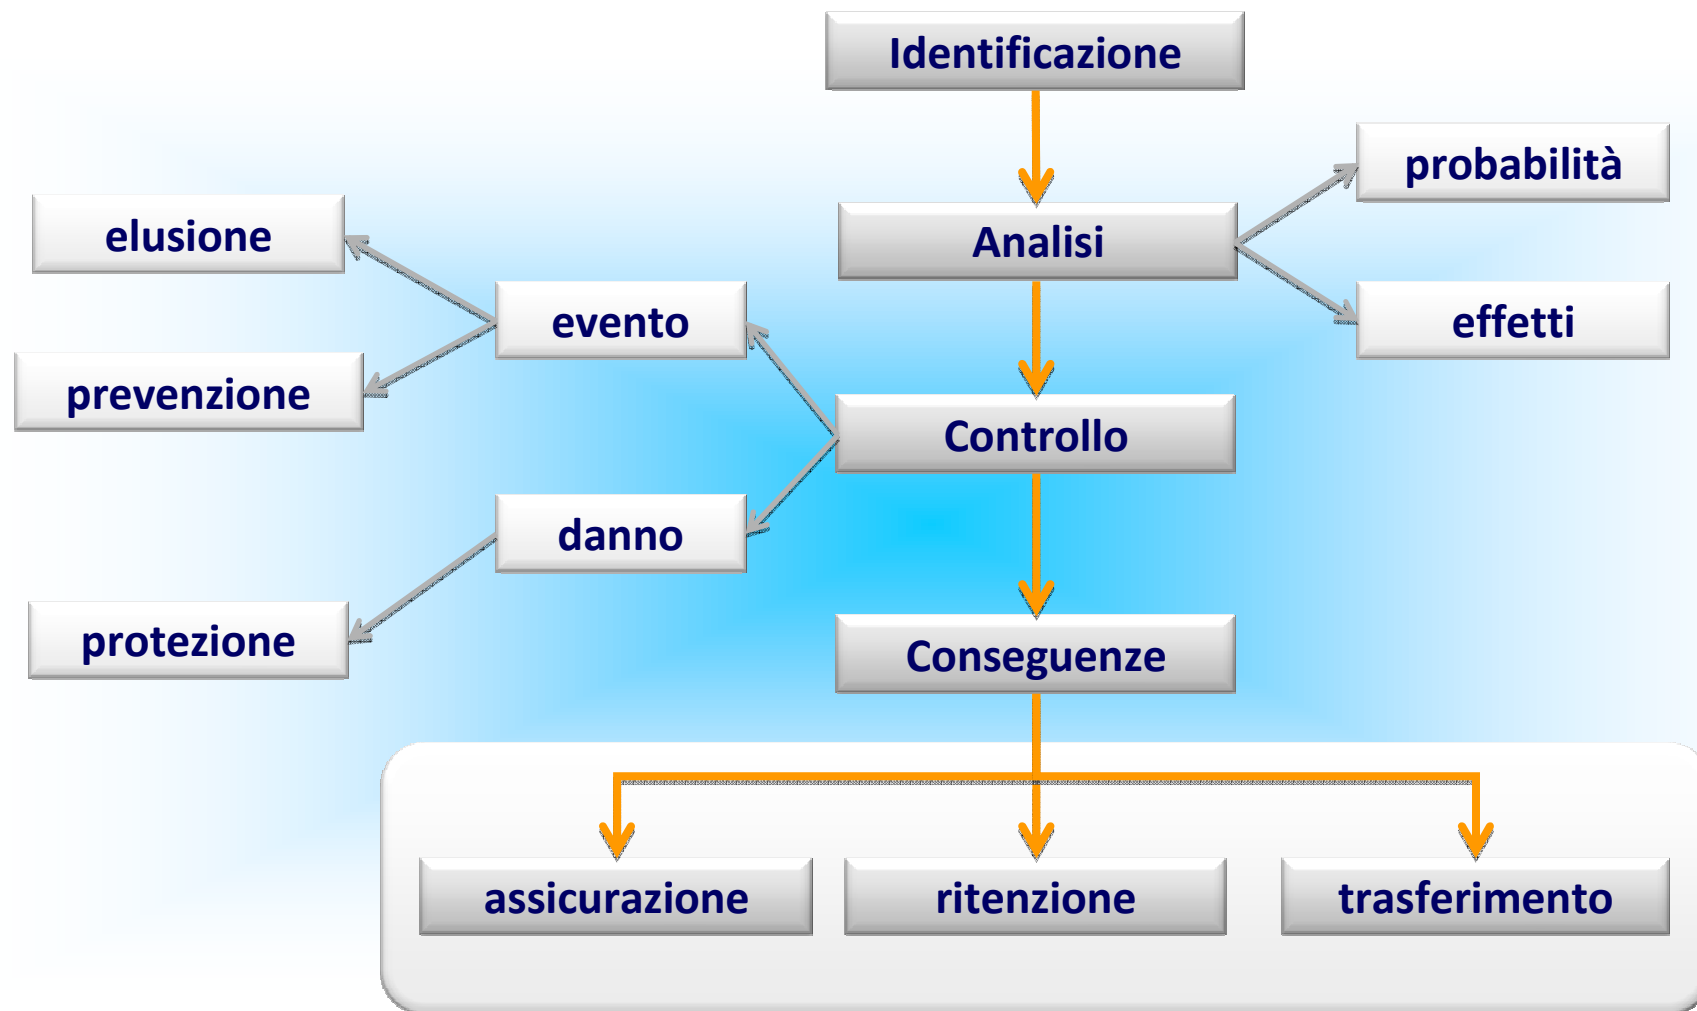 Identificazione
probabilità
elusione
Analisi
evento
effetti
prevenzione
Controllo
danno
protezione
Conseguenze
assicurazione
ritenzione
trasferimento